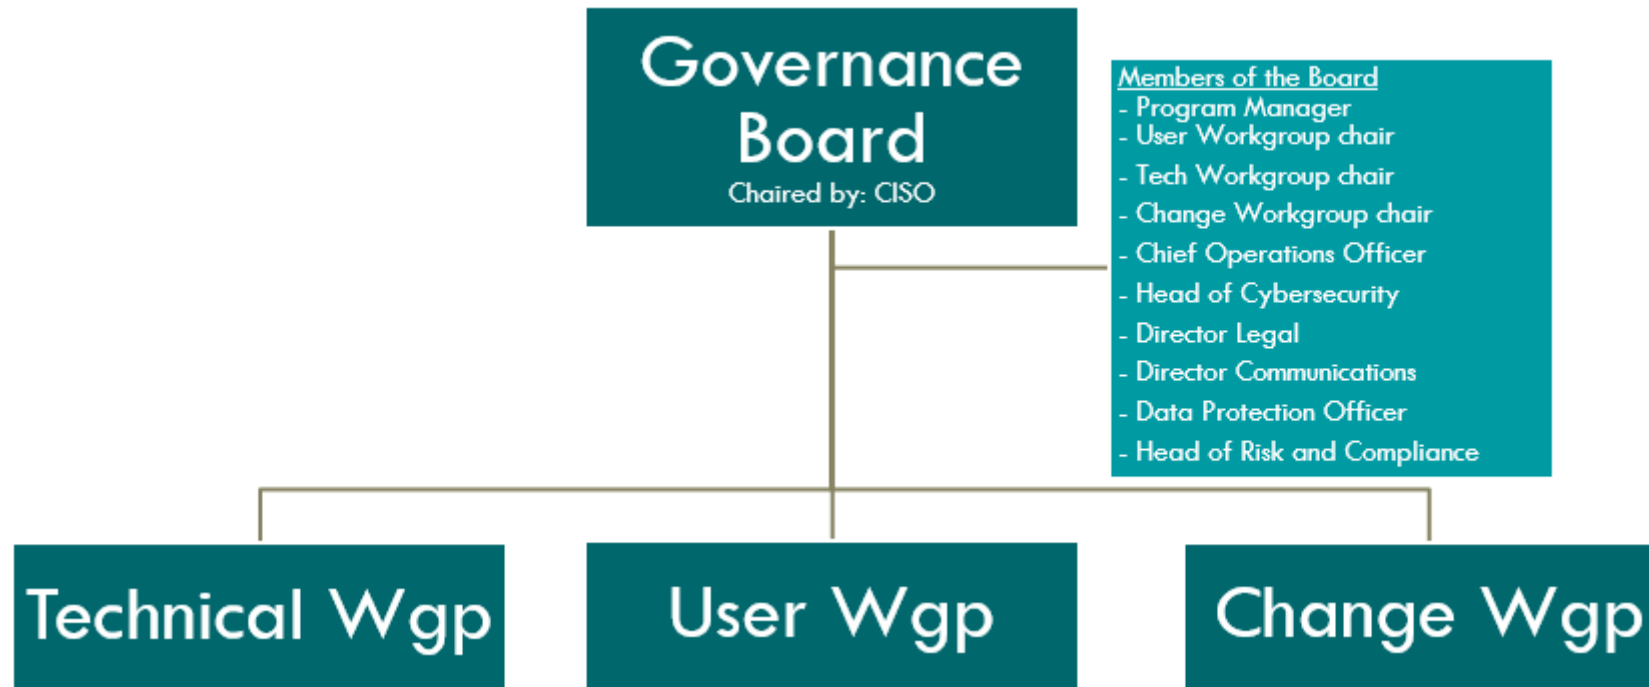 Governance
Board
Chaired by: CISO
Members of the Board
- Program Manager
- User Workgroup chair
- Tech Workgroup chair
- Change Workgroup chair
- Chief Operations Officer
- Head of Cybersecurity
- Director Legal
- Director Communications
- Data Protection Officer
- Head of Risk and Compliance
Technical Wgp
User Wgp
Change Wgp